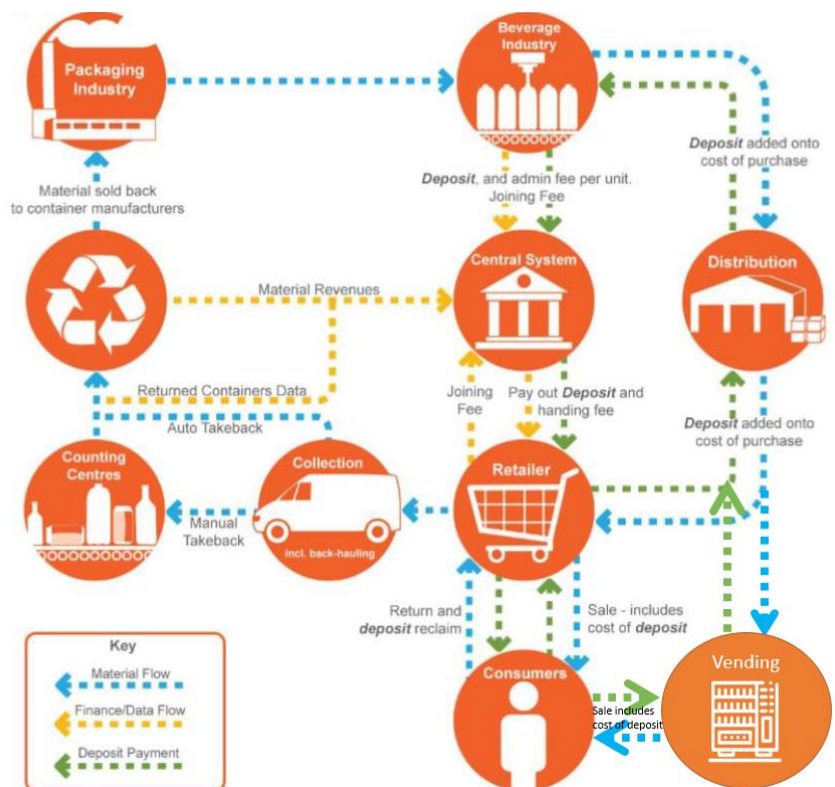 Packaging
Industry
Beverage
Industry
Deposit added onto
cost of purchase
Material sold back
to container manufacturers
Deposit, and admin fee per unit.
Joining Fee
Central System
Distribution
Material Revenues
Returned Containers Data
Auto Takeback
Joining
Fee
Pay out Deposit and
handing fee
Deposit added onto
cost of purchase
Counting
Centres
Collection
Incl. back-hauling
Manual
Takeback
Retailer
Return and
deposit reclaim
Sale - includes
cost of deposit
Key
Material Flow
Finance/Data Flow
Deposit Payment
Consumers
Sale includes
cost of deposit
Vending